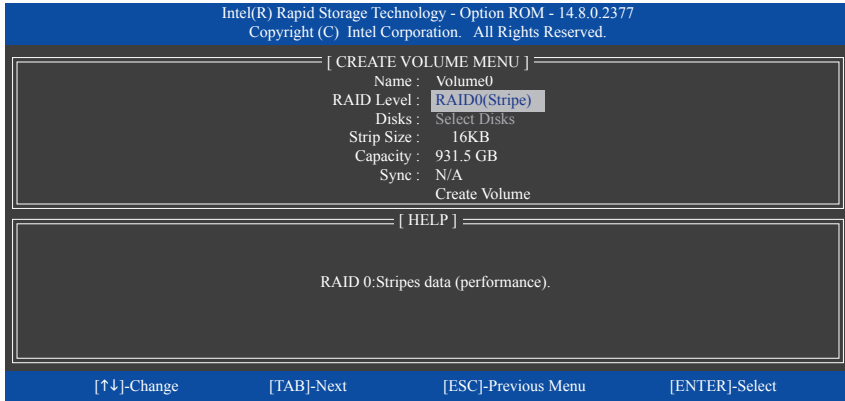 Intel(R) Rapid Storage Technology - Option ROM - 14.8.0.2377
Copyright (C) Intel Corporation. All Rights Reserved.
[ CREATE VOLUME MENU ]
Name : Volume0
RAID Level : RAID0(Stripe)
Disks : Select Disks
Strip Size : 16KB
Capacity : 931.5 GB
Sync : N/A
Create Volume
[ HELP ]
RAID 0:Stripes data (performance).
[↑↓]-Change [TAB]-Next [ESC]-Previous Menu [ENTER]-Select